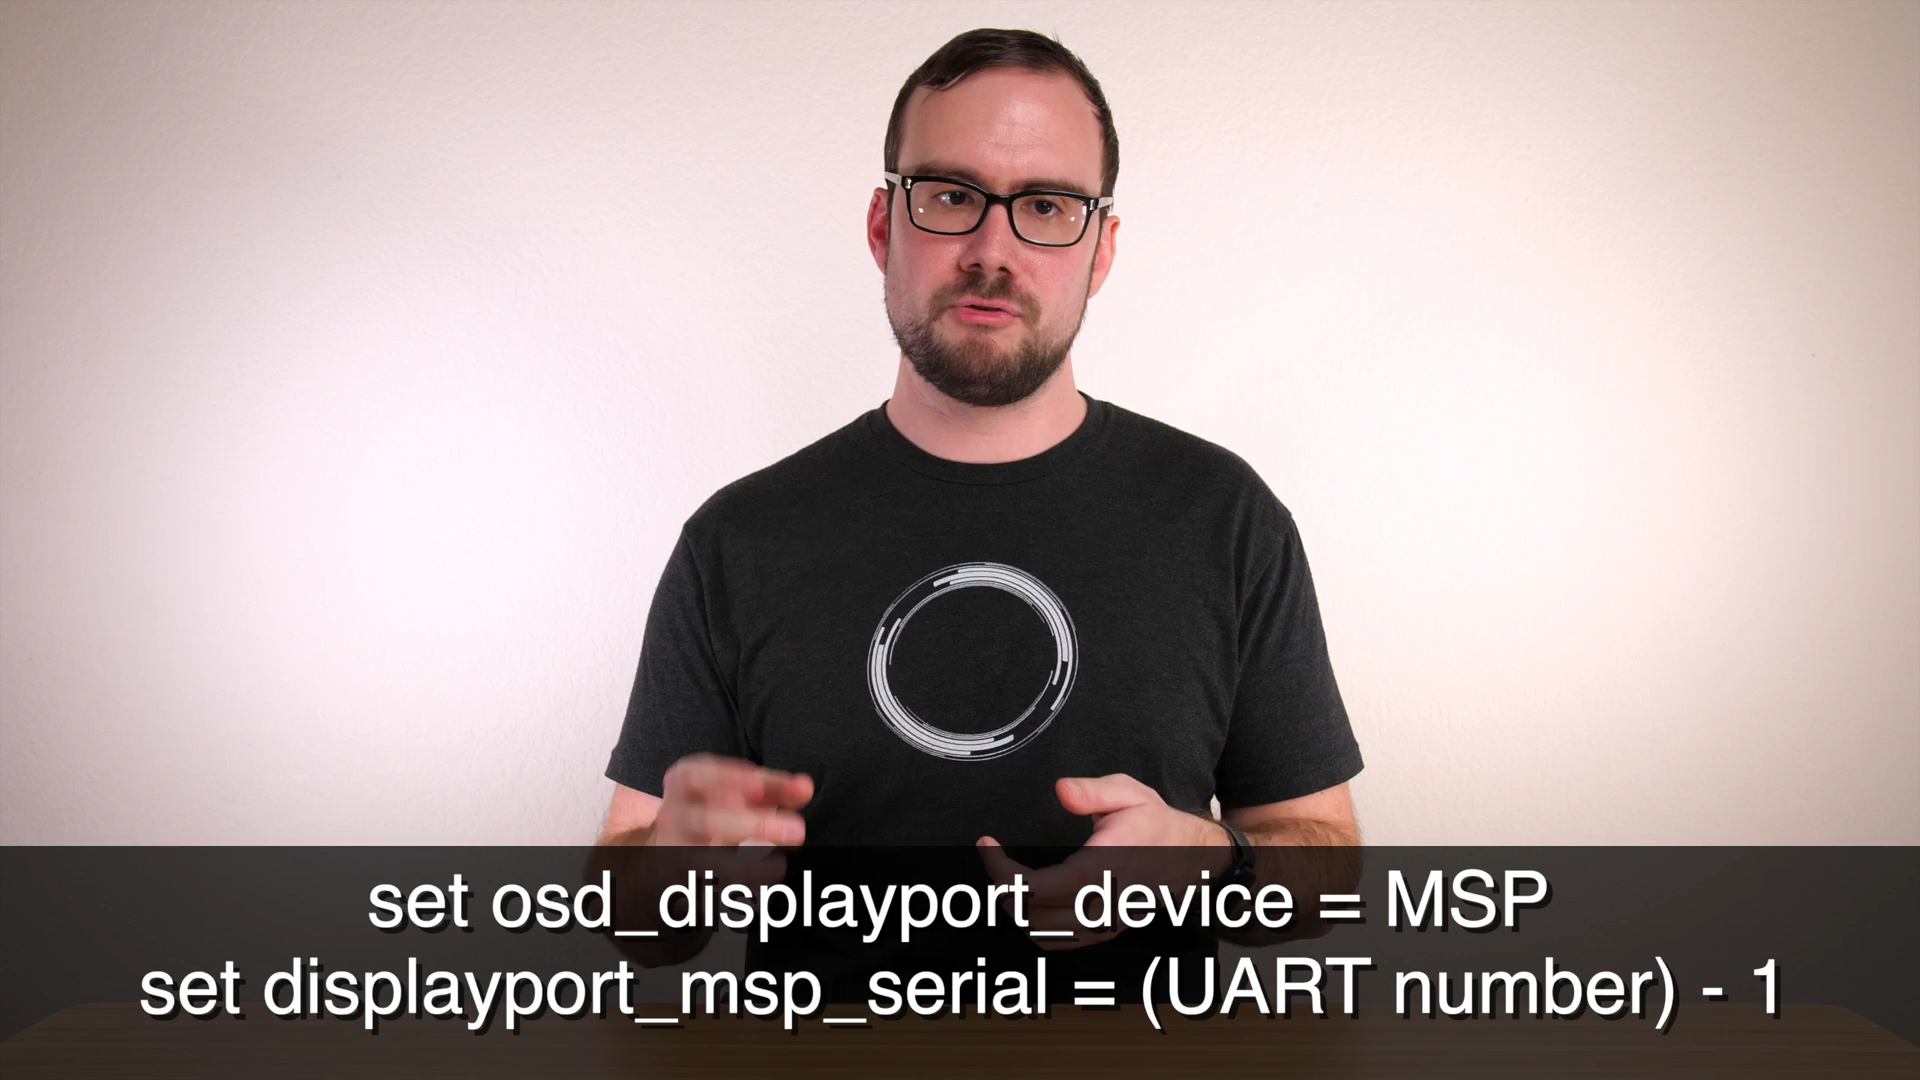 set osd_displayport_device = MSP
set displayport_msp_serial = (UART number) - 1